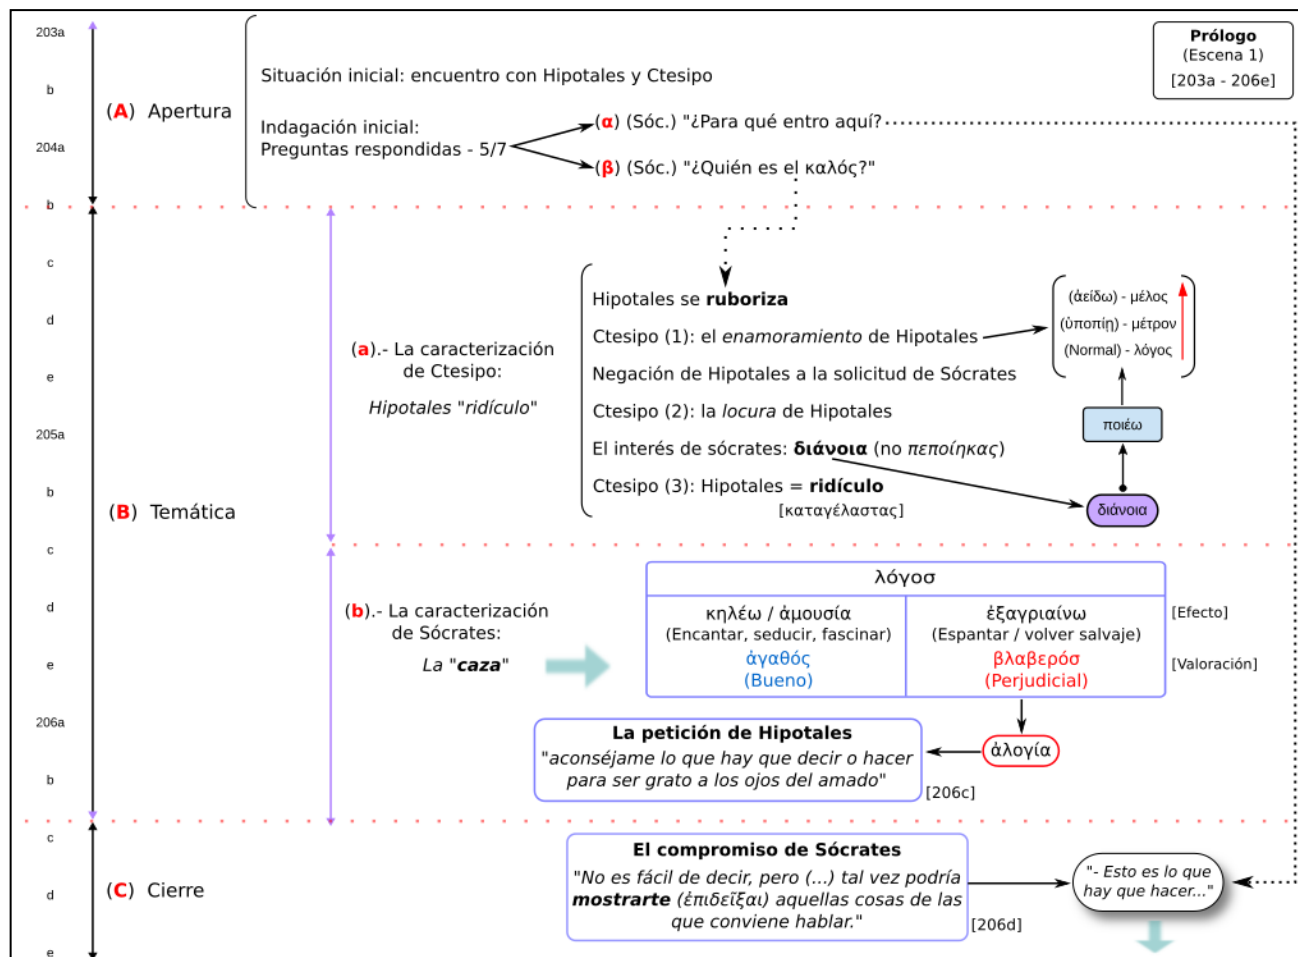 203a
b
204a
b
c
d
e
205a
b
c
d
e
206a
b
c
d
e
Prólogo
(Escena 1)
[203a - 206e]
(A) Apertura
Situación inicial: encuentro con Hipotales y Ctesipo
Indagación inicial:
Preguntas respondidas - 5/7
(α) (Sóc.) "¿Para qué entro aquí?
(β) (Sóc.) "¿Quién es el καλός?"
(B) Temática
(a).- La caracterización
de Ctesipo:
Hipotales "ridículo"
Hipotales se ruboriza
Ctesipo (1): el enamoramiento de Hipotales
Negación de Hipotales a la solicitud de Sócrates
Ctesipo (2): la locura de Hipotales
El interés de sócrates: διάνοια (no πεποίηκας)
Ctesipo (3): Hipotales = ridículo
[καταγέλαστας]
(ἀείδω) - μέλος
(ὑποπίῃ) - μέτρον
(Normal) - λόγος
ποιέω
διάνοια
(b).- La caracterización
de Sócrates:
La "caza"
λόγοσ
κηλέω / ἀμουσία
(Encantar, seducir, fascinar)
ἀγαθός
(Bueno)
ἐξαγριαίνω
(Espantar / volver salvaje)
βλαβερόσ
(Perjudicial)
[Efecto]
[Valoración]
ἀλογία
La petición de Hipotales
"aconséjame lo que hay que decir o hacer
para ser grato a los ojos del amado"
[206c]
(C) Cierre
El compromiso de Sócrates
"No es fácil de decir, pero (...) tal vez podría
mostrarte (ἐπιδεῖξαι) aquellas cosas de las
que conviene hablar."
[206d]
"- Esto es lo que
hay que hacer..."